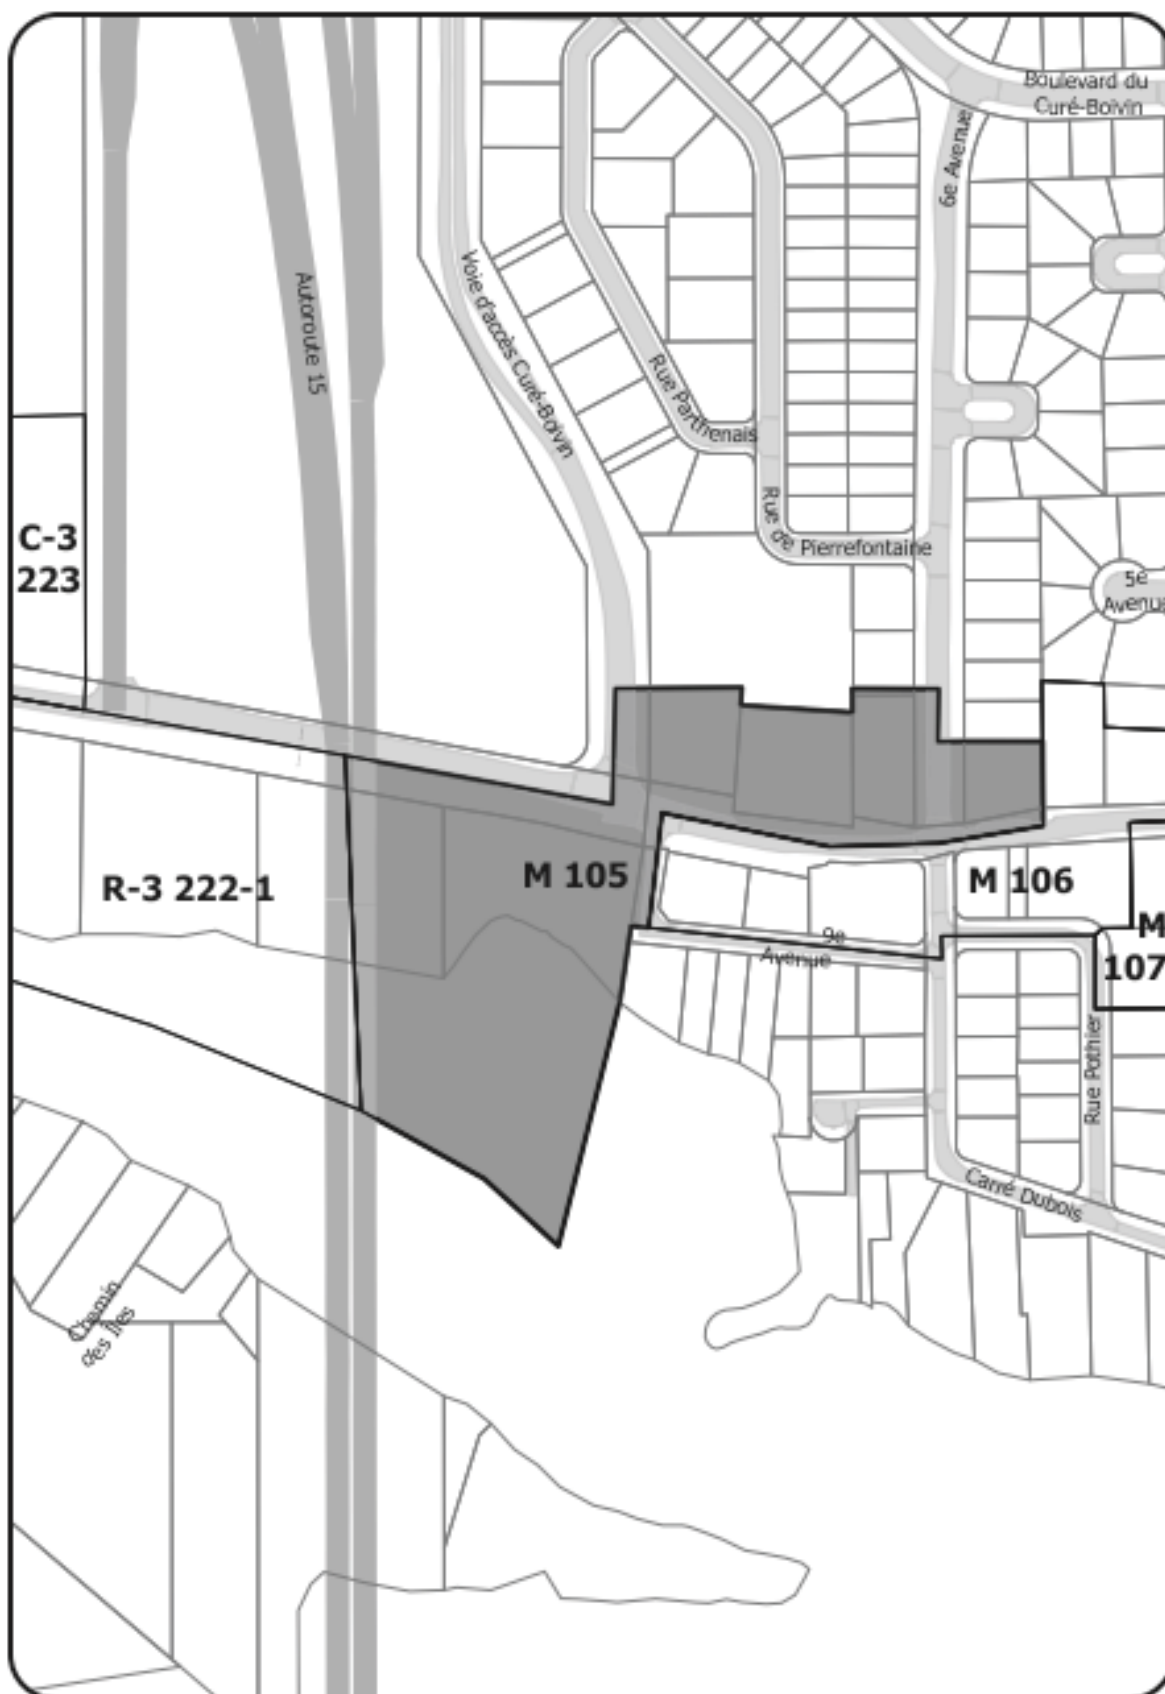 Boulevard du
Curé-Boivin
6e Avenue
Autoroute 15
Voie d'accès Curé-Boivin
Rue Parthenais
Rue de Pierrefontaine
C-3
223
5e
Avenue
R-3 222-1
M 105
M 106
9e
Avenue
M
107
Rue Pothier
Carré Dubois
Chemin
des Îles